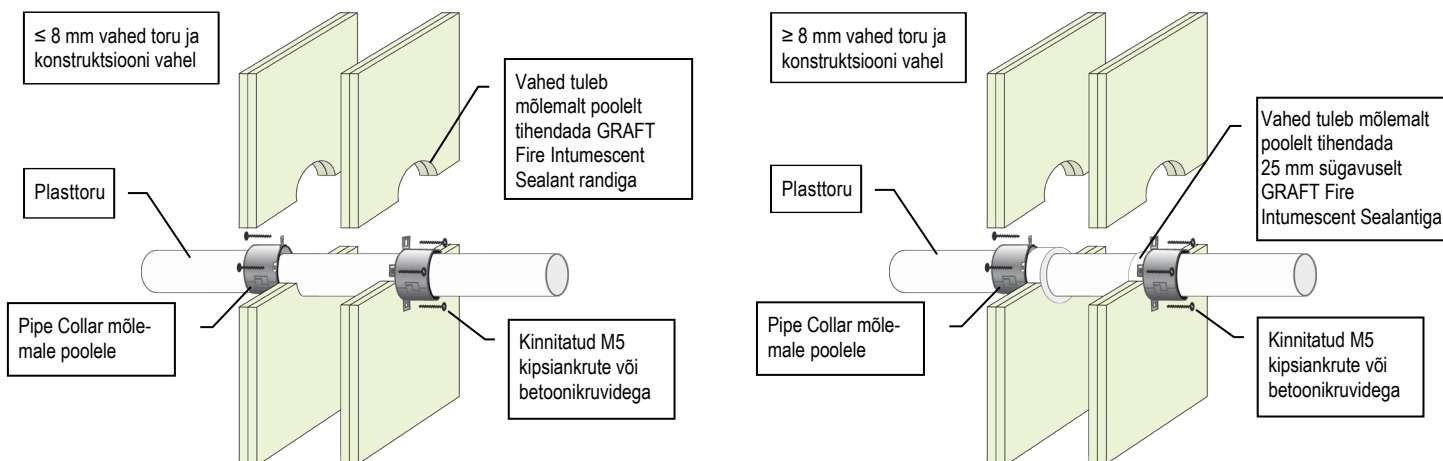 ≤ 8 mm vahed toru ja
konstruktsiooni vahel
Vahed tuleb
mõlemalt poolelt
tihendada GRAFT
Fire Intumescent
Sealant randiga
Plasttoru
Pipe Collar mõle-
male poolele
Kinnitatud M5
kipsiankrute või
betoonikruvidega
≥ 8 mm vahed toru ja
konstruktsiooni vahel
Vahed tuleb mõlemalt
poolelt tihendada
25 mm sügavuselt
GRAFT Fire
Intumescent Sealantiga
Plasttoru
Pipe Collar mõle-
male poolele
Kinnitatud M5
kipsiankrute või
betoonikruvidega